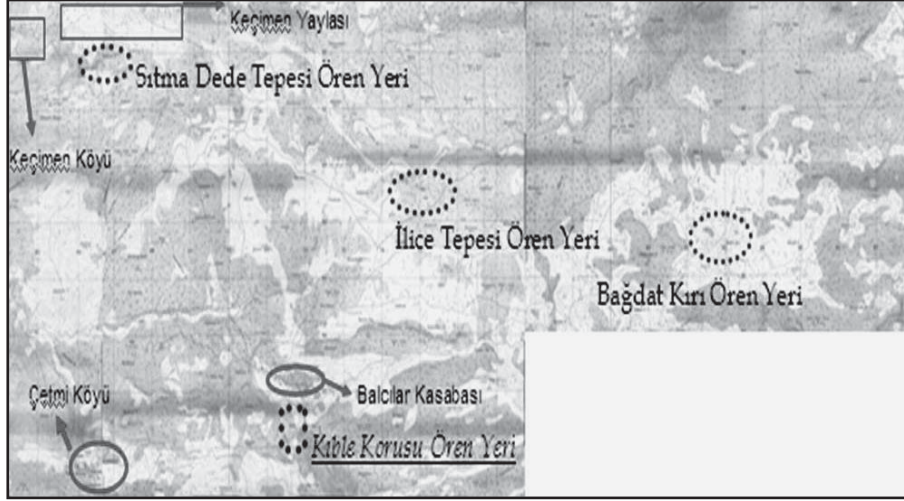 Keçimen Yaylası
Sıtma Dede Tepesi Ören Yeri
Keçimen Köyü
İlice Tepesi Ören Yeri
Bağdat Kırı Ören Yeri
Çetmi Köyü
Balcılar Kasabası
Kıble Korusu Ören Yeri